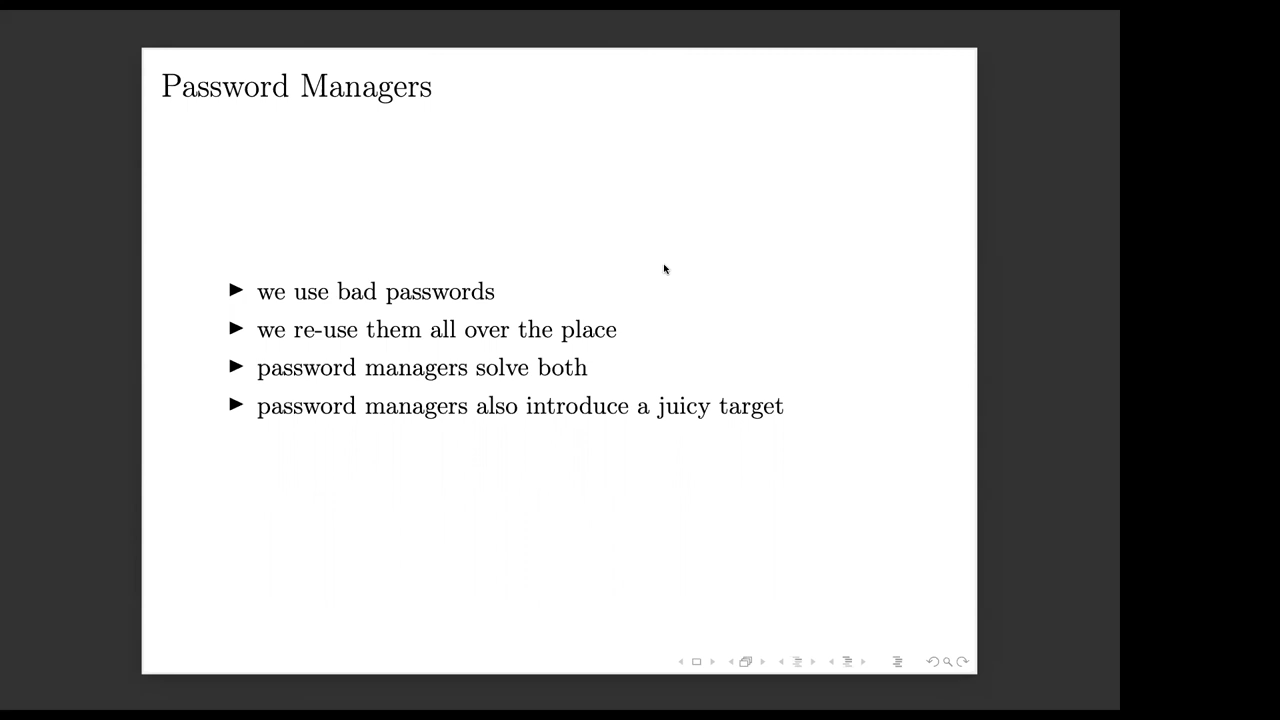 Password Managers
we use bad passwords
we re-use them all over the place
password managers solve both
password managers also introduce a juicy target